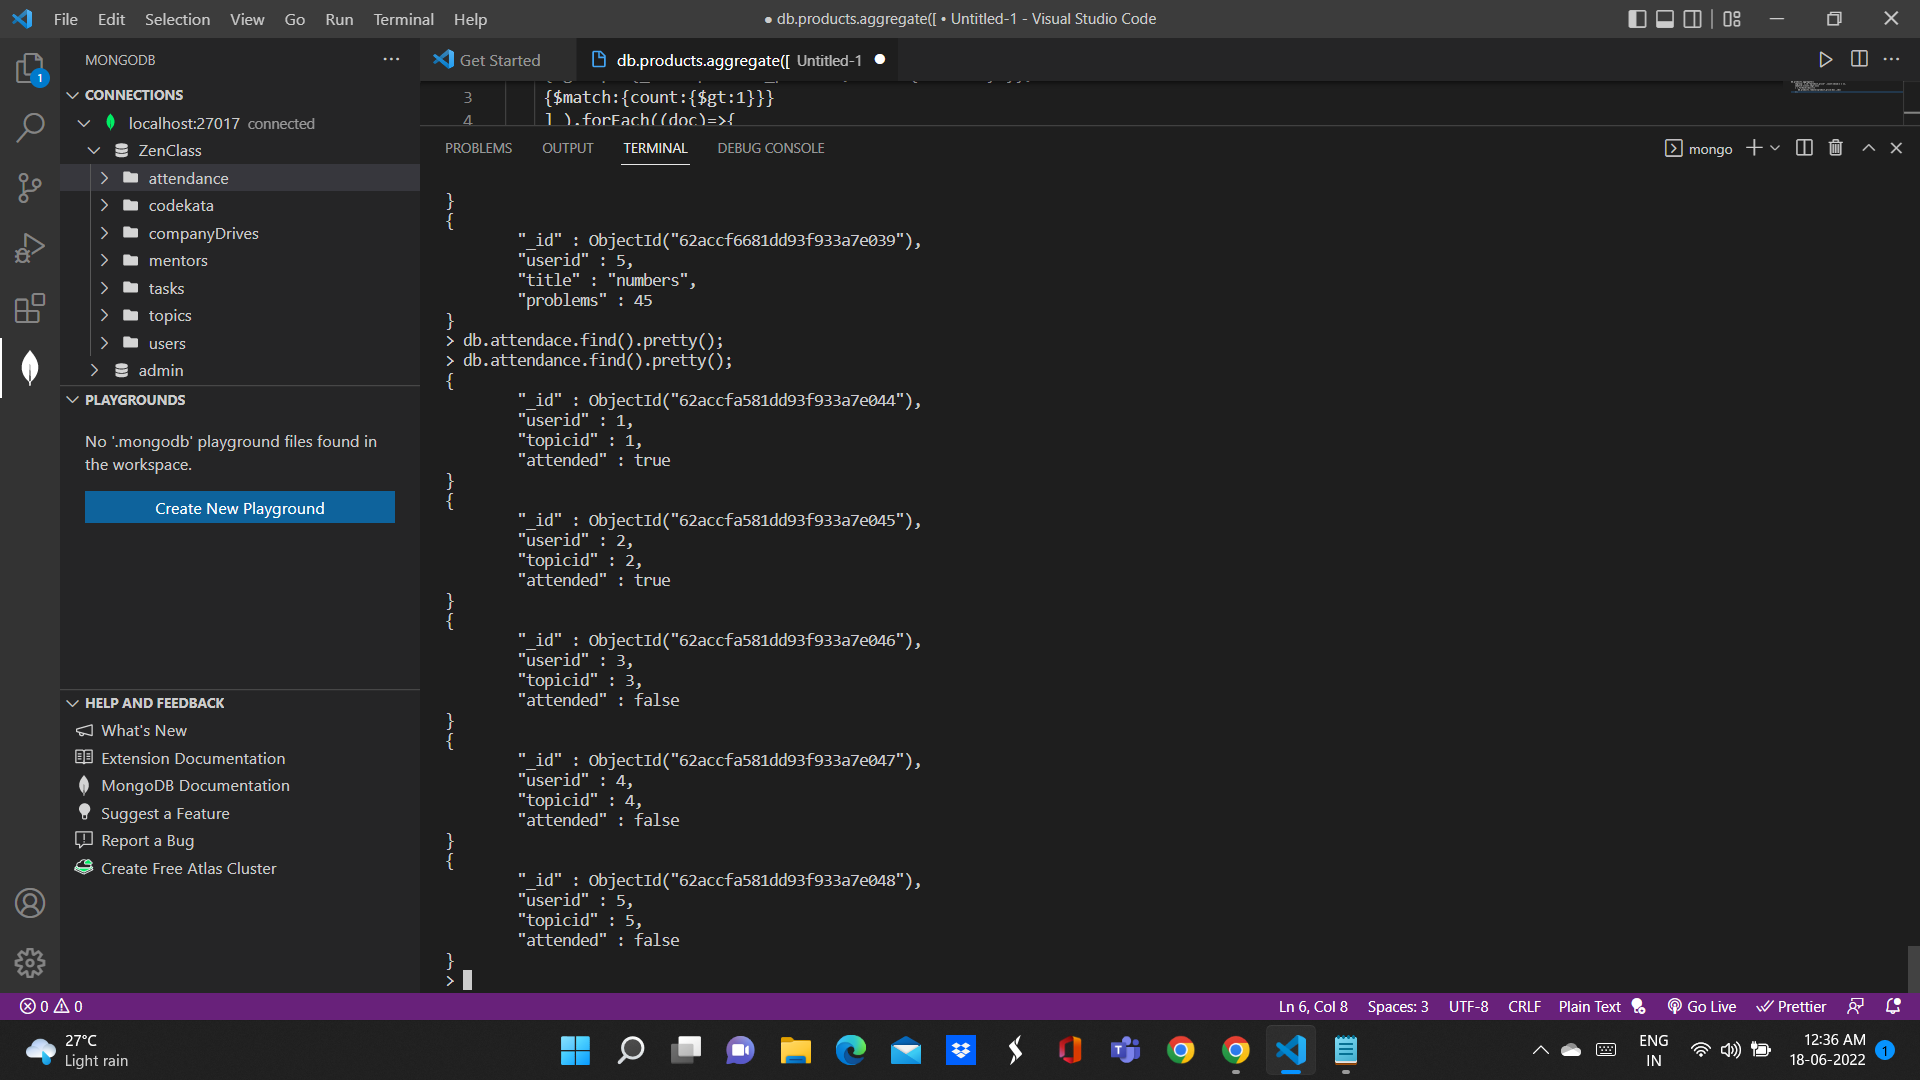 File Edit Selection View Go Run Terminal Help
● db.products.aggregate([ • Untitled-1 - Visual Studio Code
1
MONGODB
CONNECTIONS
localhost:27017 connected
ZenClass
attendance
codekata
companyDrives
mentors
tasks
topics
users
admin
PLAYGROUNDS
No '.mongodb' playground files found in
the workspace.
Create New Playground
HELP AND FEEDBACK
What's New
Extension Documentation
MongoDB Documentation
Suggest a Feature
Report a Bug
Create Free Atlas Cluster
Get Started
db.products.aggregate([ Untitled-1
3 {$match:{count:{$gt:1}}}
4 ] ).forEach((doc)=>{
PROBLEMS OUTPUT TERMINAL DEBUG CONSOLE
mongo
}
{
"_id" : ObjectId("62accf6681dd93f933a7e039"),
"userid" : 5,
"title" : "numbers",
"problems" : 45
}
> db.attendace.find().pretty();
> db.attendance.find().pretty();
{
"_id" : ObjectId("62accfa581dd93f933a7e044"),
"userid" : 1,
"topicid" : 1,
"attended" : true
}
{
"_id" : ObjectId("62accfa581dd93f933a7e045"),
"userid" : 2,
"topicid" : 2,
"attended" : true
}
{
"_id" : ObjectId("62accfa581dd93f933a7e046"),
"userid" : 3,
"topicid" : 3,
"attended" : false
}
{
"_id" : ObjectId("62accfa581dd93f933a7e047"),
"userid" : 4,
"topicid" : 4,
"attended" : false
}
{
"_id" : ObjectId("62accfa581dd93f933a7e048"),
"userid" : 5,
"topicid" : 5,
"attended" : false
}
>
0 0
Ln 6, Col 8 Spaces: 3 UTF-8 CRLF Plain Text Go Live Prettier
27°C
Light rain
ENG
IN
12:36 AM
18-06-2022
1